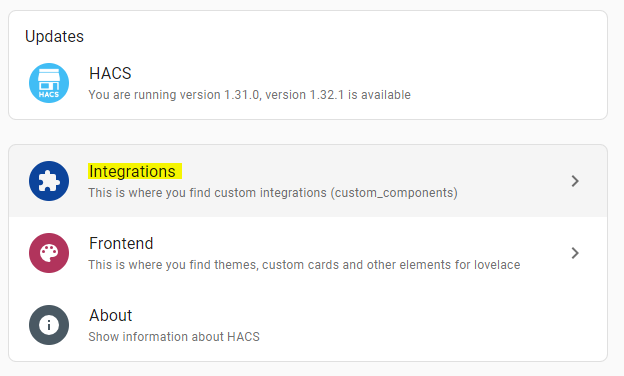 Updates
HACS
HACS
You are running version 1.31.0, version 1.32.1 is available
Integrations
This is where you find custom integrations (custom_components)
Frontend
This is where you find themes, custom cards and other elements for lovelace
About
Show information about HACS